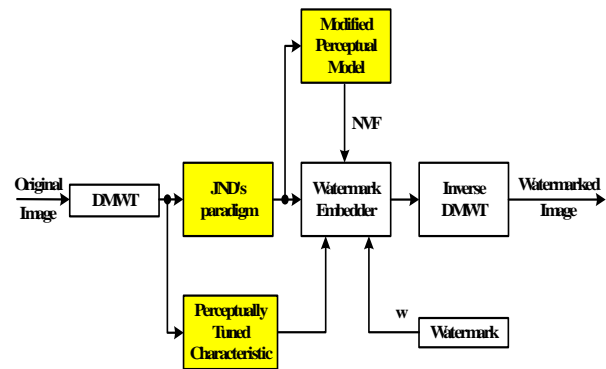 Modified
Perceptual
Model
NVF
Original
Image
DMWT
JND's
paradigm
Watermark
Embedder
Inverse
DMWT
Watermarked
Image
Perceptually
Tuned
Characteristic
w
Watermark